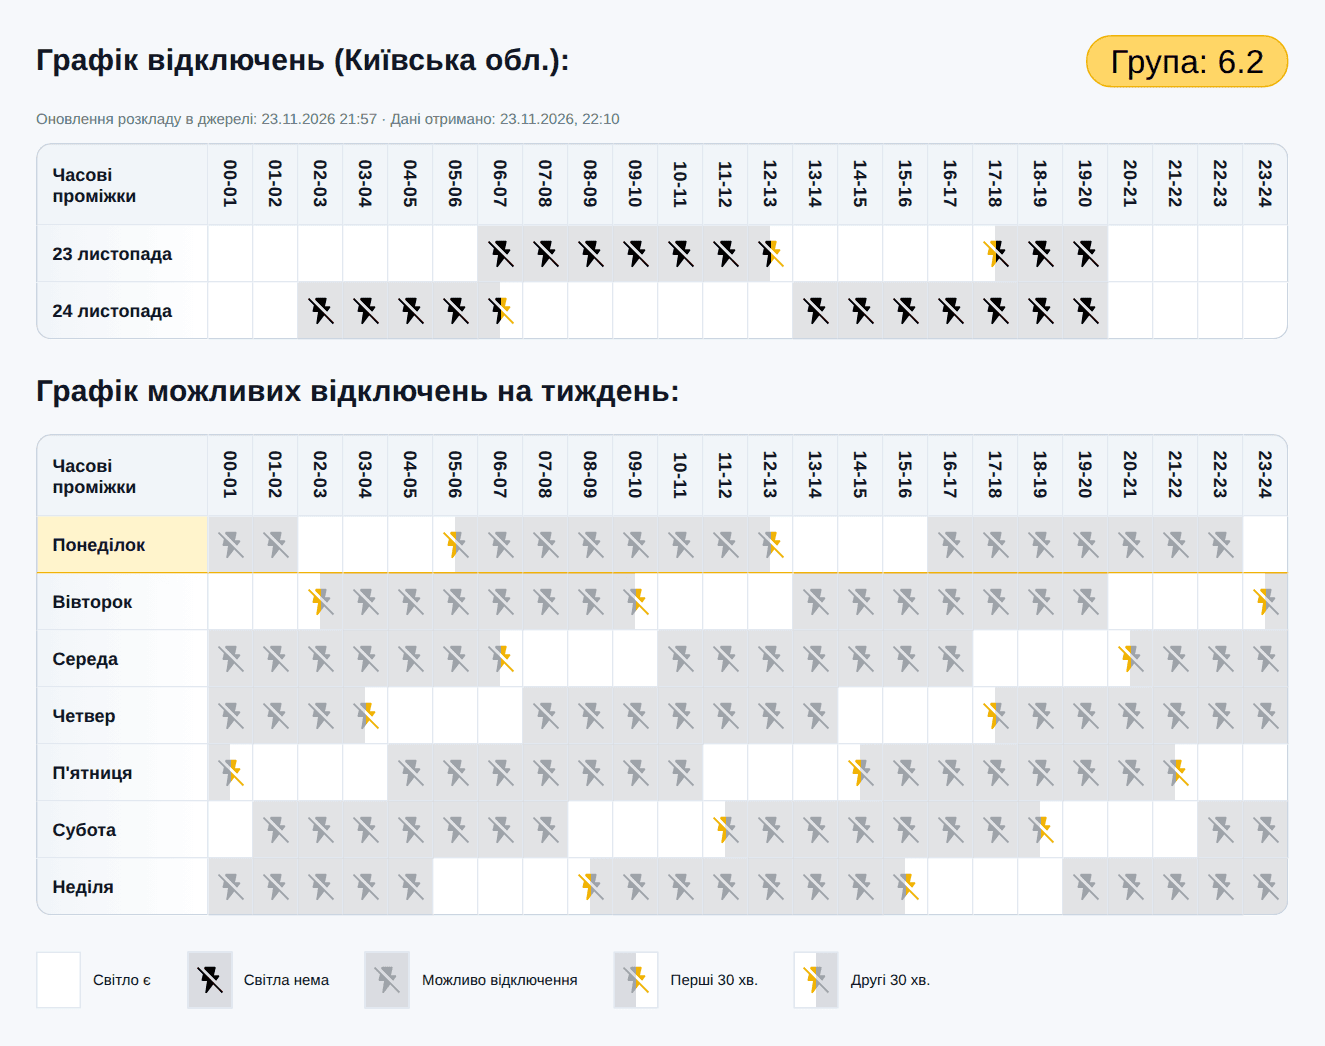 Графік відключень (Київська обл.):
Група: 6.2
Оновлення розкладу в джерелі: 23.11.2026 21:57 · Дані отримано: 23.11.2026, 22:10
Часові
проміжки
00-01 01-02 02-03 03-04 04-05 05-06 06-07 07-08 08-09 09-10 10-11 11-12 12-13 13-14 14-15 15-16 16-17 17-18 18-19 19-20 20-21 21-22 22-23 23-24
23 листопада
24 листопада
Графік можливих відключень на тиждень:
Часові
проміжки
00-01 01-02 02-03 03-04 04-05 05-06 06-07 07-08 08-09 09-10 10-11 11-12 12-13 13-14 14-15 15-16 16-17 17-18 18-19 19-20 20-21 21-22 22-23 23-24
Понеділок
Вівторок
Середа
Четвер
П'ятниця
Субота
Неділя
Світло є Світла нема Можливо відключення Перші 30 хв. Другі 30 хв.